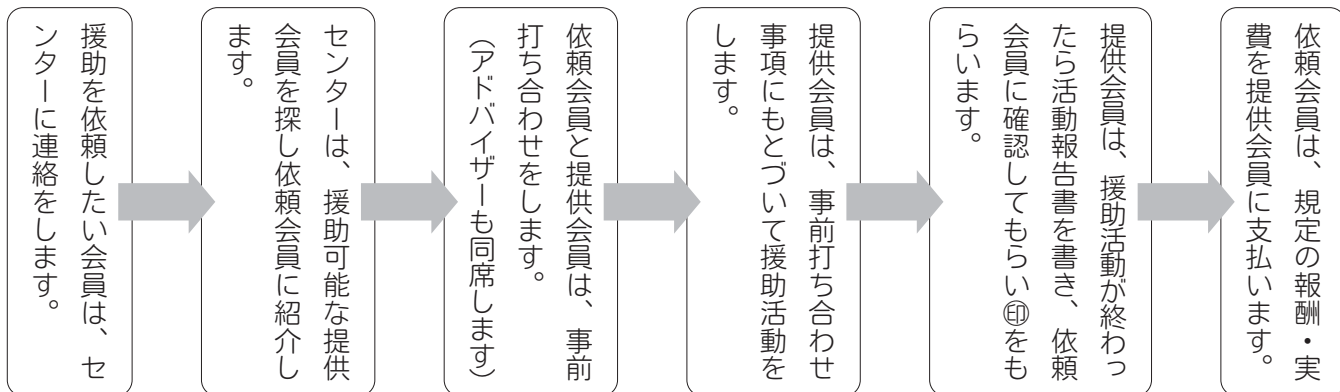 援助を依頼したい会員は、セ
ンターに連絡をします。
センターは、援助可能な提供
会員を探し依頼会員に紹介し
ます。
依頼会員と提供会員は、事前
打ち合わせをします。
（アドバイザーも同席します）
提供会員は、事前打ち合わせ
事項にもとづいて援助活動を
します。
提供会員は、援助活動が終わっ
たら活動報告書を書き、依頼
会員に確認してもらい㊞をも
らいます。
依頼会員は、規定の報酬・実
費を提供会員に支払います。